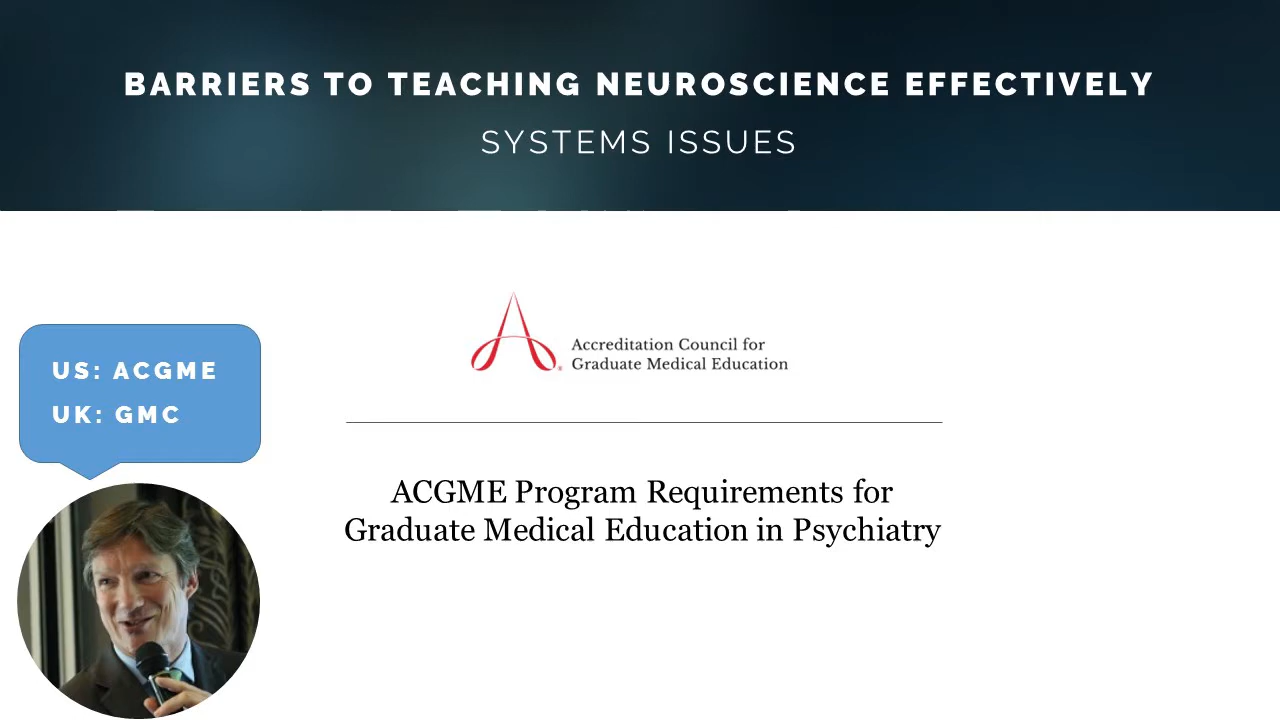 BARRIERS TO TEACHING NEUROSCIENCE EFFECTIVELY
SYSTEMS ISSUES
US: ACGME
UK: GMC
Accreditation Council for
Graduate Medical Education
ACGME Program Requirements for
Graduate Medical Education in Psychiatry